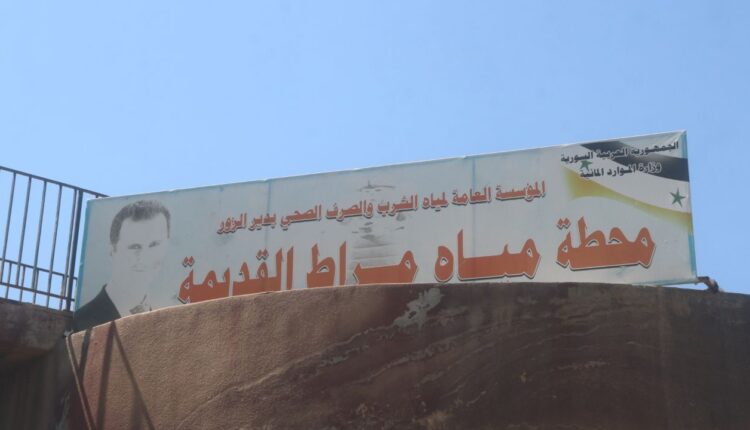 الجمهورية العربية السورية
وزارة الموارد المائية
المؤسسة العامة لمياه الشرب والصرف الصحي بدير الزور
محطة مياه مراط القديمة